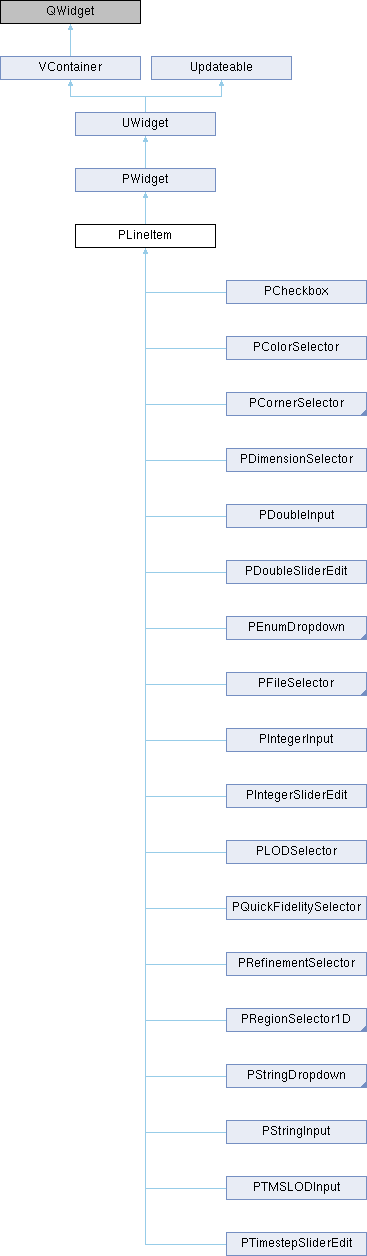 QWidget
VContainer
Updateable
UWidget
PWidget
PLineItem
PCheckbox
PColorSelector
PCornerSelector
PDimensionSelector
PDoubleInput
PDoubleSliderEdit
PEnumDropdown
PFileSelector
PIntegerInput
PIntegerSliderEdit
PLODSelector
PQuickFidelitySelector
PRefinementSelector
PRegionSelector1D
PStringDropdown
PStringInput
PTMSLODInput
PTimestepSliderEdit